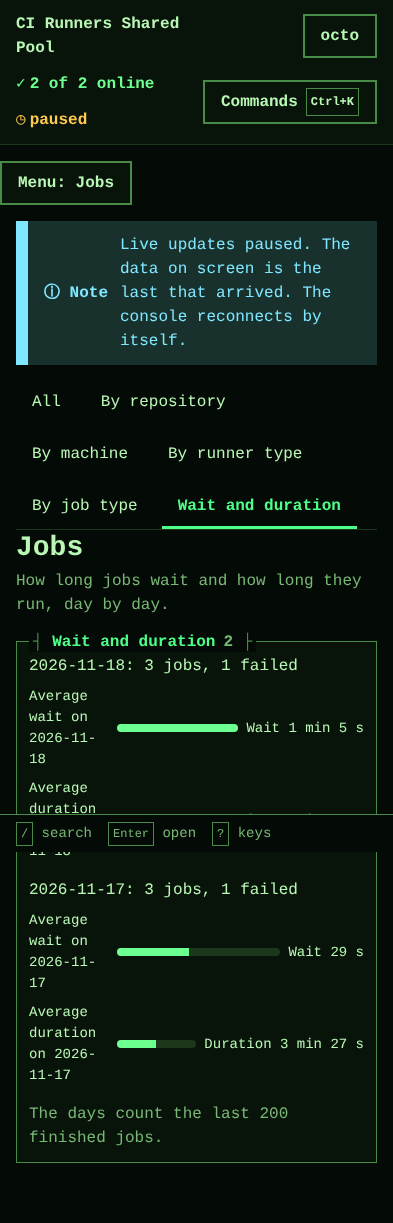 CI Runners Shared
Pool
octo
✓ 2 of 2 online
Commands Ctrl+K
◷ paused
Menu: Jobs
Live updates paused. The
data on screen is the
ⓘ Note last that arrived. The
console reconnects by
itself.
All By repository
By machine By runner type
By job type Wait and duration
Jobs
How long jobs wait and how long they
run, day by day.
┤ Wait and duration 2 ├
2026-11-18: 3 jobs, 1 failed
Average
wait on
2026-11-
18
Wait 1 min 5 s
Average
duration
/ search Enter open ? keys
2026-11-17: 3 jobs, 1 failed
Average
wait on
2026-11-
17
Wait 29 s
Average
duration
on 2026-
11-17
Duration 3 min 27 s
The days count the last 200
finished jobs.